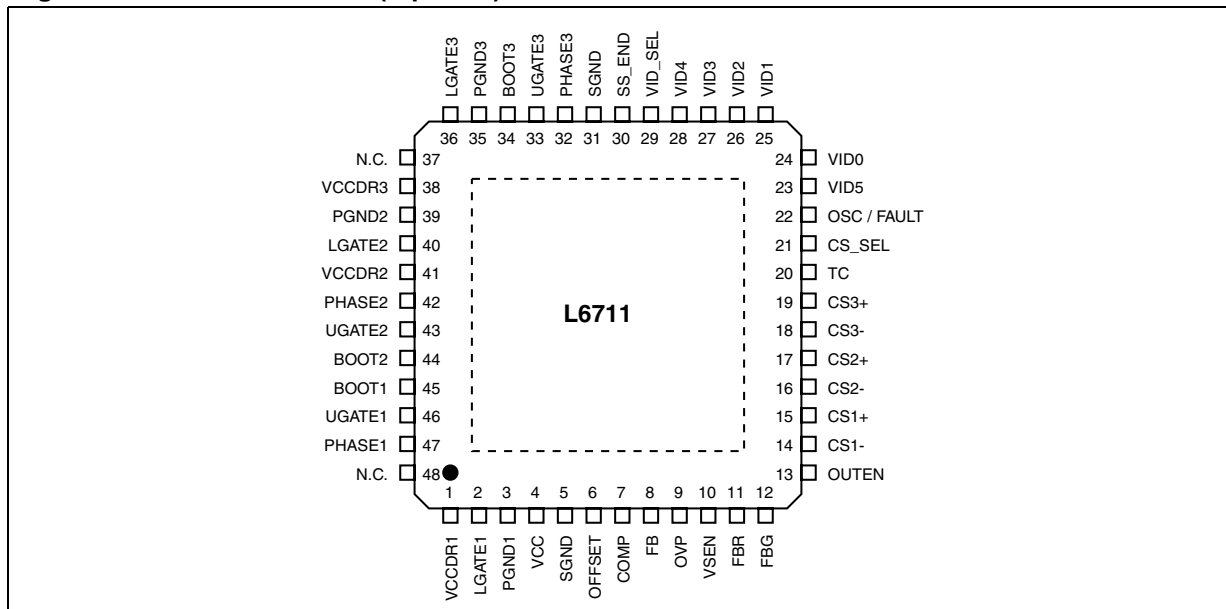 LGATE3
PGND3
BOOT3
UGATE3
PHASE3
SGND
SS_END
VID_SEL
VID4
VID3
VID2
VID1
36 35 34 33 32 31 30 29 28 27 26 25
N.C. 37
VCCDR3 38
PGND2 39
LGATE2 40
VCCDR2 41
PHASE2 42
UGATE2 43
BOOT2 44
BOOT1 45
UGATE1 46
PHASE1 47
N.C. 48
L6711
24 VID0
23 VID5
22 OSC / FAULT
21 CS_SEL
20 TC
19 CS3+
18 CS3-
17 CS2+
16 CS2-
15 CS1+
14 CS1-
13 OUTEN
1 2 3 4 5 6 7 8 9 10 11 12
VCCDR1
LGATE1
PGND1
VCC
SGND
OFFSET
COMP
FB
OVP
VSEN
FBR
FBG